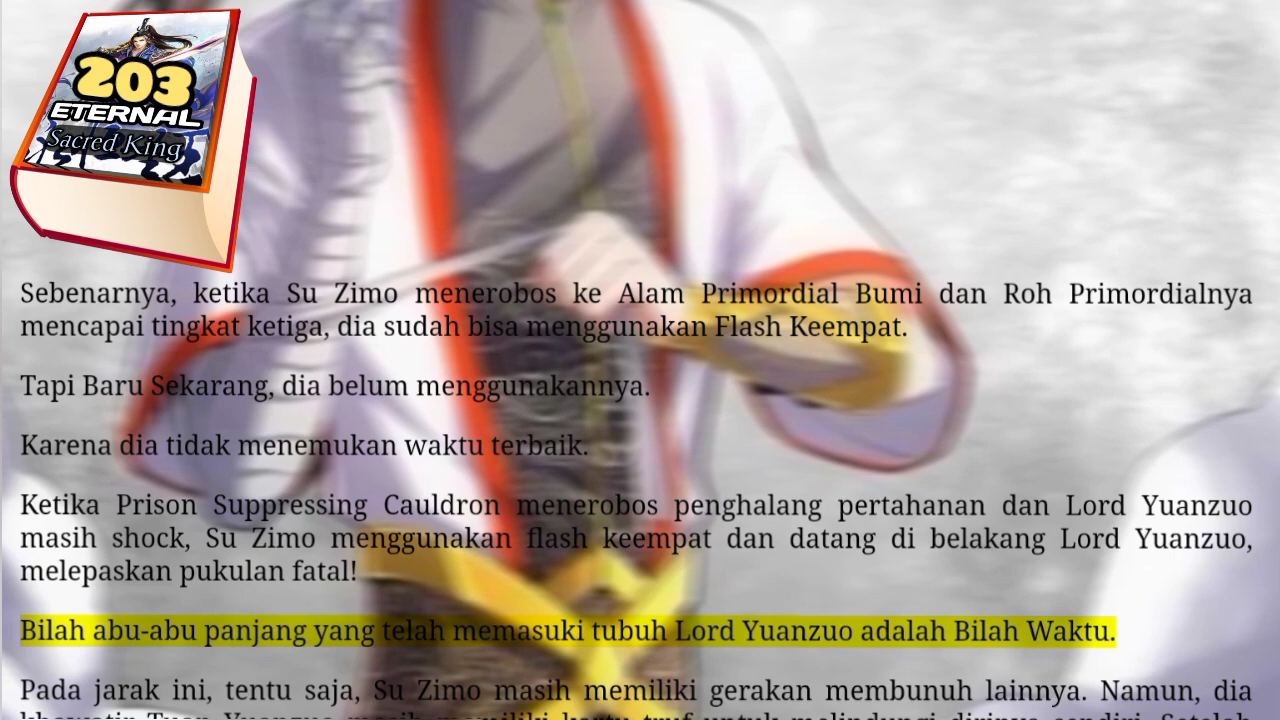 203
ETERNAL
Sacred King
Sebenarnya, ketika Su Zimo menerobos ke Alam Primordial Bumi dan Roh Primordialnya
mencapai tingkat ketiga, dia sudah bisa menggunakan Flash Keempat.
Tapi Baru Sekarang, dia belum menggunakannya.
Karena dia tidak menemukan waktu terbaik.
Ketika Prison Suppressing Cauldron menerobos penghalang pertahanan dan Lord Yuanzuo
masih shock, Su Zimo menggunakan flash keempat dan datang di belakang Lord Yuanzuo,
melepaskan pukulan fatal!
Bilah abu-abu panjang yang telah memasuki tubuh Lord Yuanzuo adalah Bilah Waktu.
Pada jarak ini, tentu saja, Su Zimo masih memiliki gerakan membunuh lainnya. Namun, dia